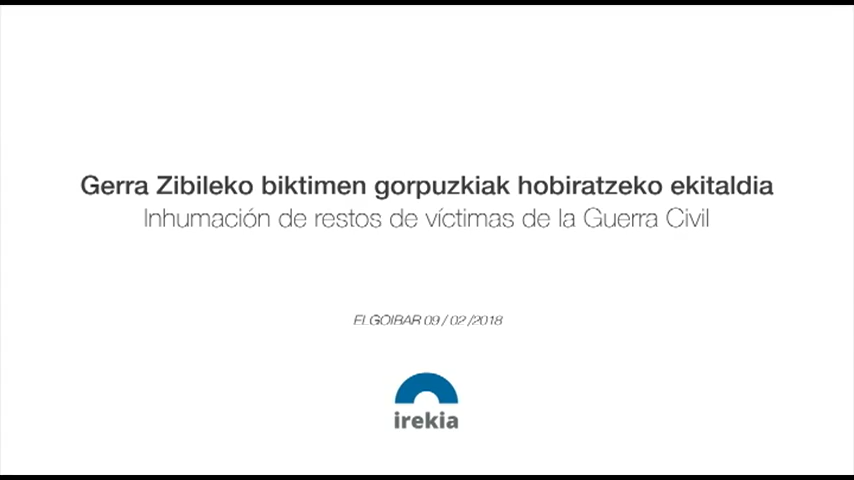 Gerra Zibileko biktimen gorpuzkiak hobiratzeko ekitaldia
Inhumación de restos de víctimas de la Guerra Civil
ELGOIBAR 09 / 02 /2018
irekia